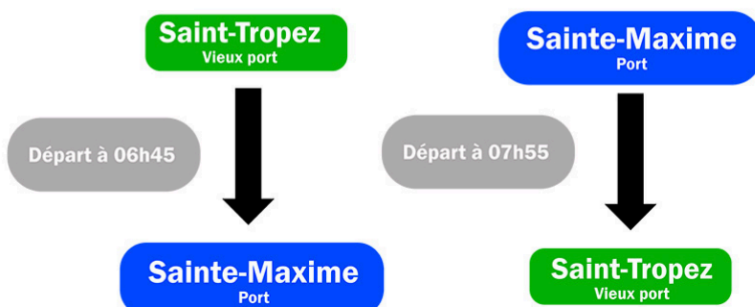 Saint-Tropez
Vieux port
Départ à 06h45
Sainte-Maxime
Port
Sainte-Maxime
Port
Départ à 07h55
Saint-Tropez
Vieux port